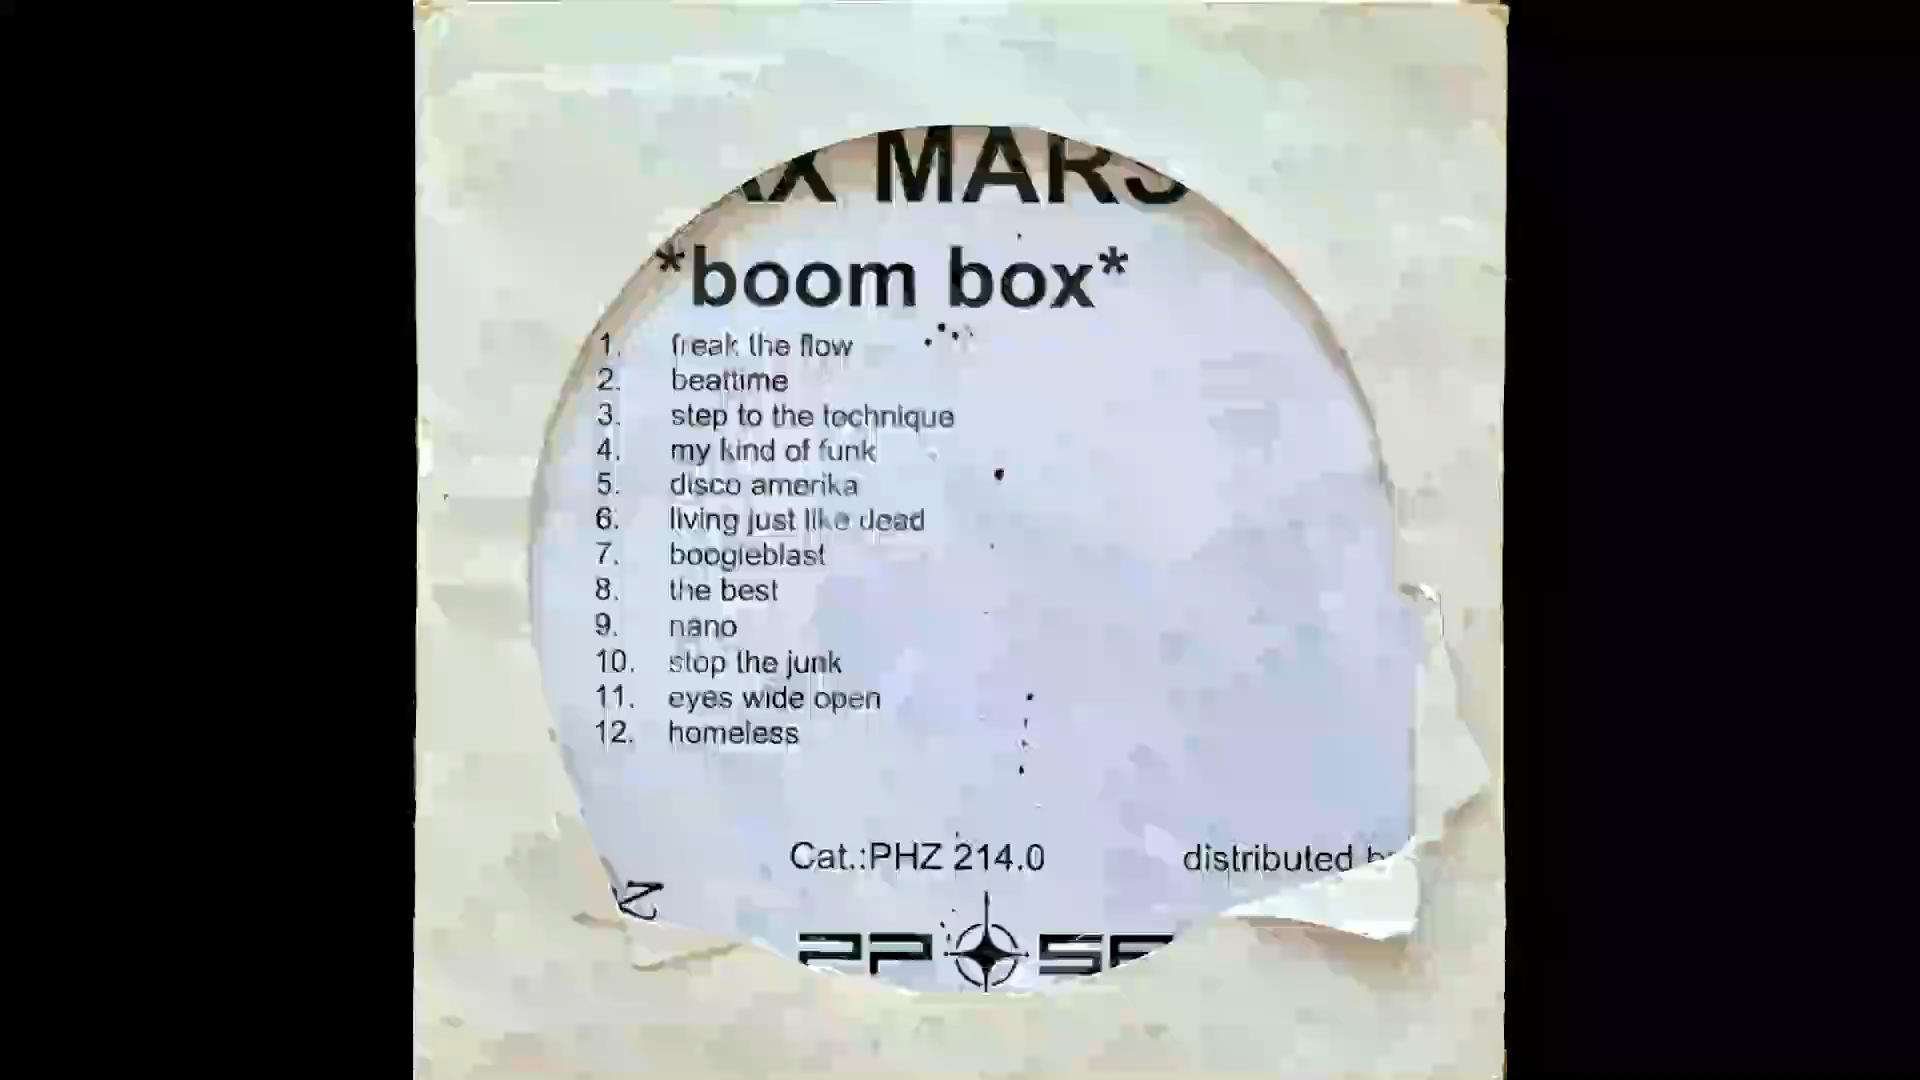 X MARS
*boom box*
1. freak the flow
2. beattime
3. step to the technique
4. my kind of funk
5. disco amerika
6. living just like dead
7. boogieblast
8. the best
9. nano
10. stop the junk
11. eyes wide open
12. homeless
Cat.:PHZ 214.0 distributed